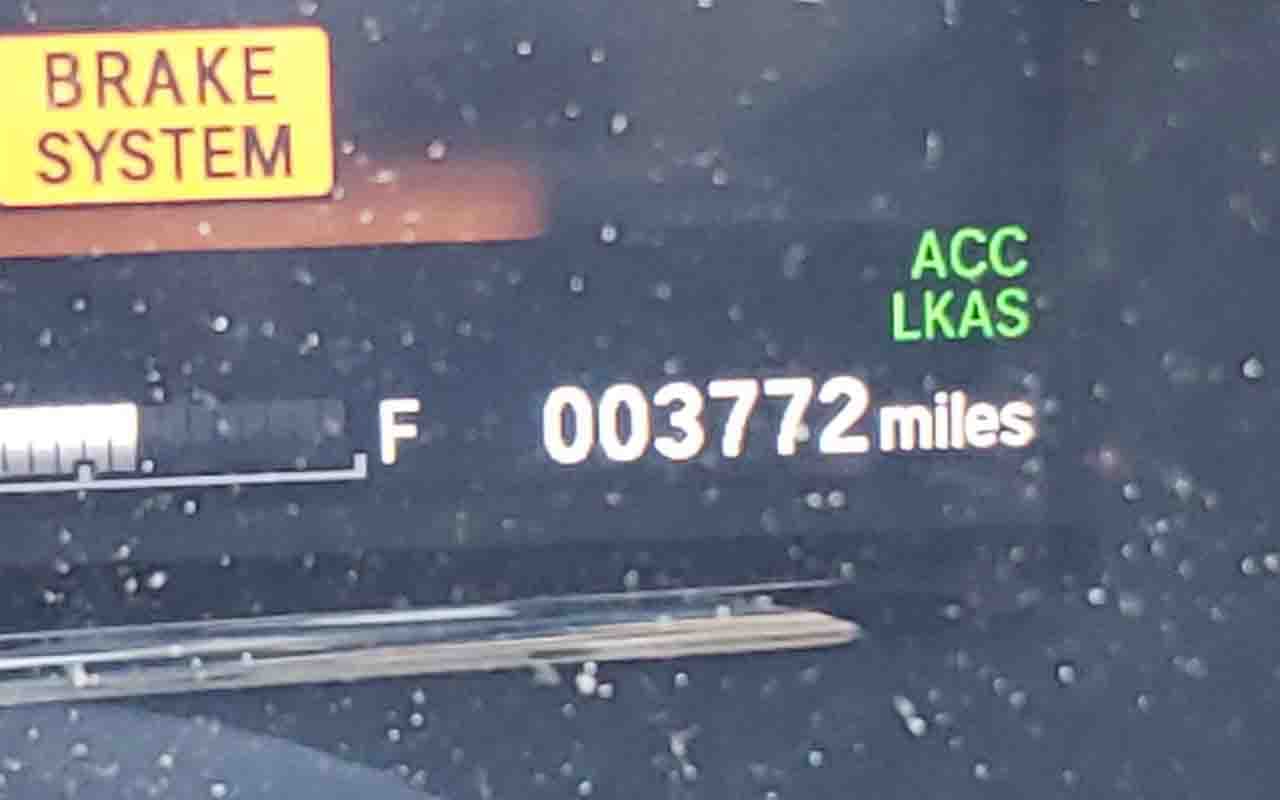 BRAKE
SYSTEM
ACC
LKAS
F
003772 miles